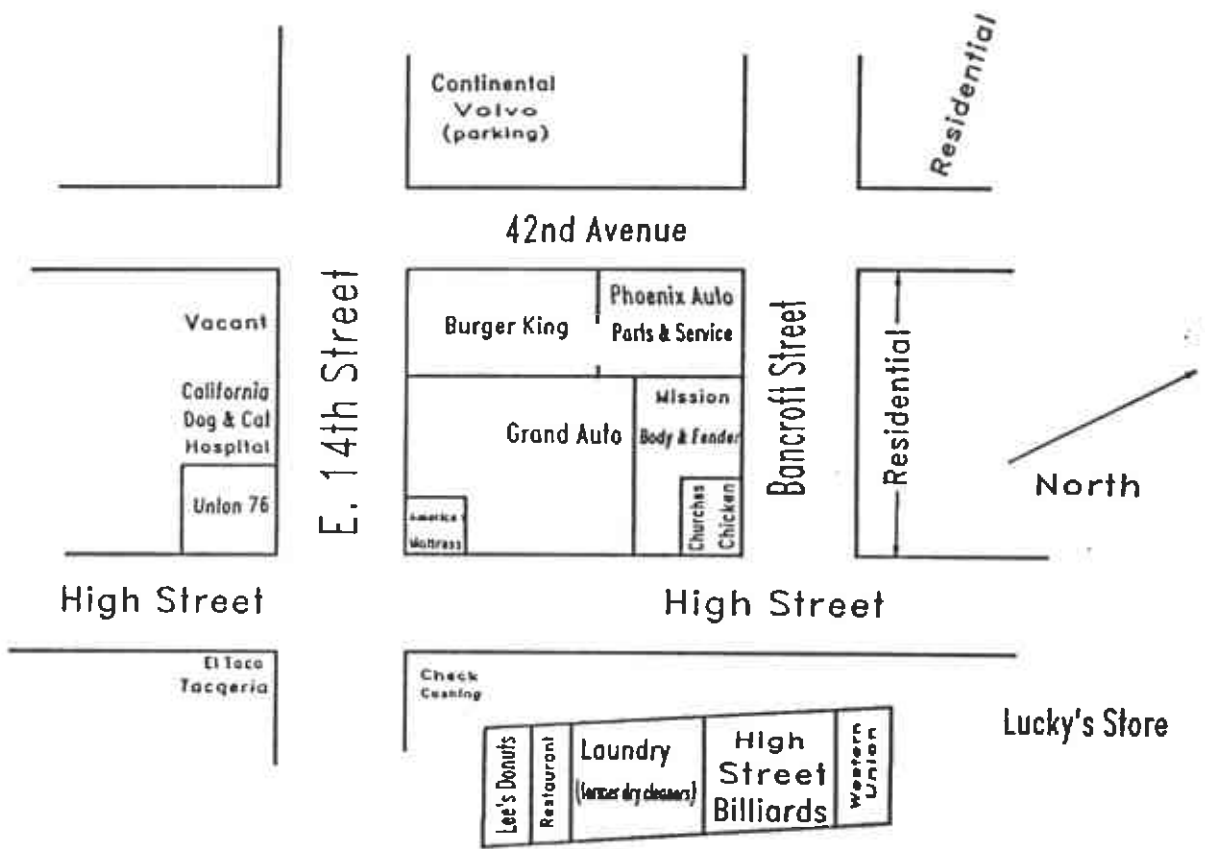 Continental
Volvo
(parking)
Residential
42nd Avenue
Vacant
California
Dog & Cat
Hospital
Union 76
E. 14th Street
Burger King
Phoenix Auto
Parts & Service
Grand Auto
Mission
Body & Fender
America's
Mattress
Churches
Chicken
Bancroft Street
Residential
North
High Street
High Street
El Taco
Tacqeria
Check
Cashing
Lee's Donuts
Restaurant
Laundry
(former dry cleaners)
High
Street
Billiards
Western
Union
Lucky's Store